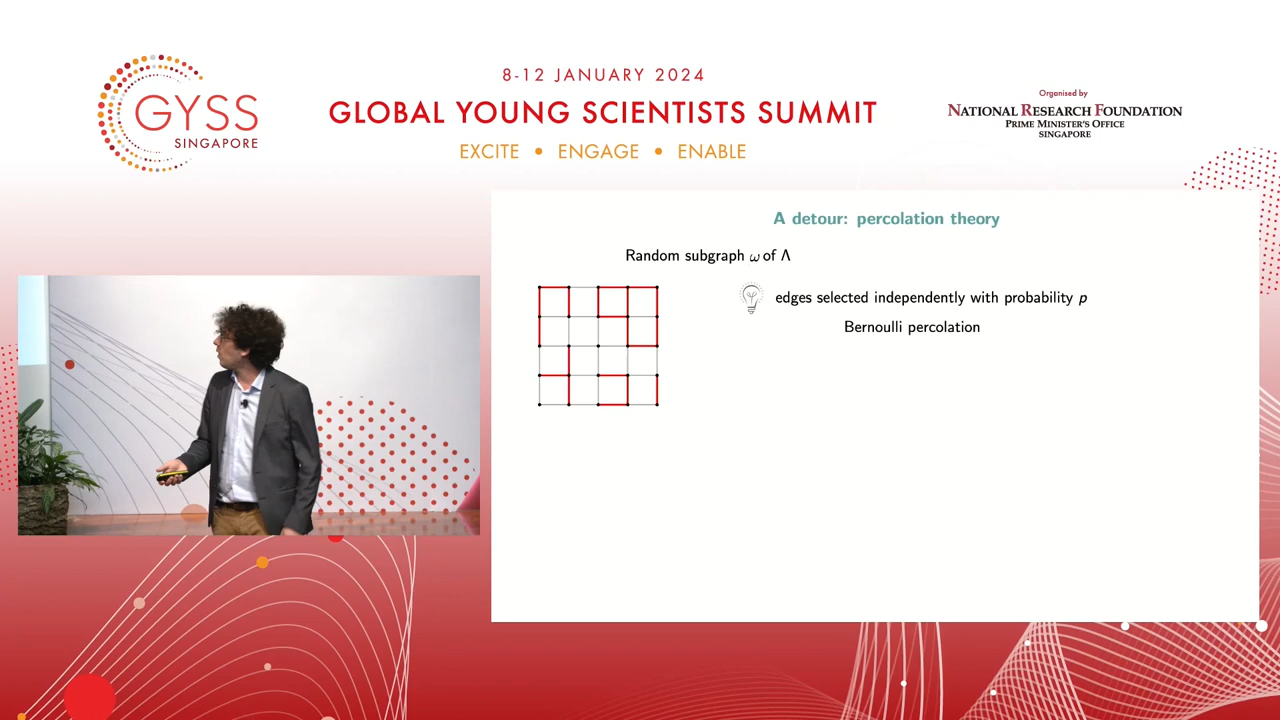 GYSS
SINGAPORE
8-12 JANUARY 2024
GLOBAL YOUNG SCIENTISTS SUMMIT
EXCITE • ENGAGE • ENABLE
Organised by
NATIONAL RESEARCH FOUNDATION
PRIME MINISTER'S OFFICE
SINGAPORE
A detour: percolation theory
Random subgraph ω of Λ
edges selected independently with probability p
Bernoulli percolation